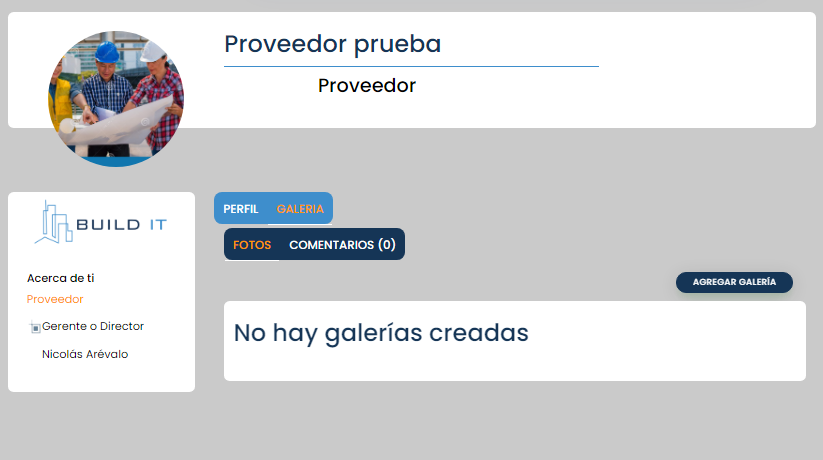 Proveedor prueba
Proveedor
BUILD IT
Acerca de ti
Proveedor
Gerente o Director
Nicolás Arévalo
PERFIL GALERIA
FOTOS COMENTARIOS (0)
AGREGAR GALERÍA
No hay galerías creadas